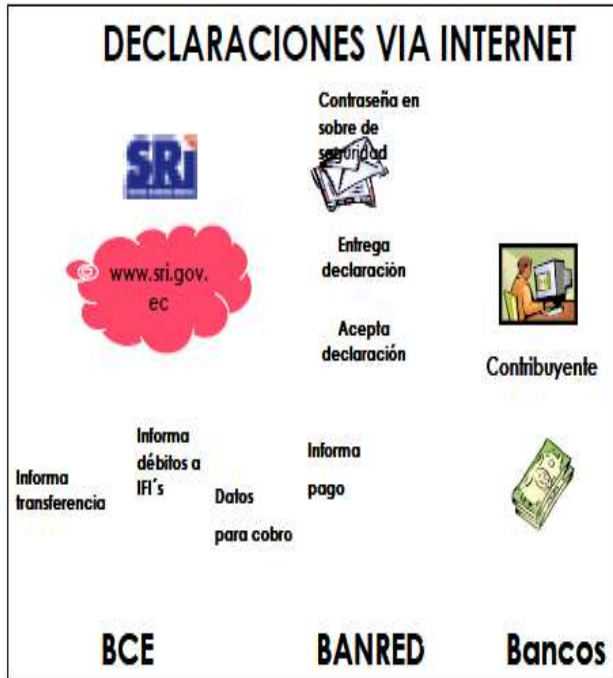 DECLARACIONES VIA INTERNET
Contraseña en
sobre de
seguridad
SRi
www.sri.gov.
ec
Entrega
declaración
Acepta
declaración
Contribuyente
Informa
transferencia
Informa
débitos a
IFI´s
Datos
para cobro
Informa
pago
BCE
BANRED
Bancos